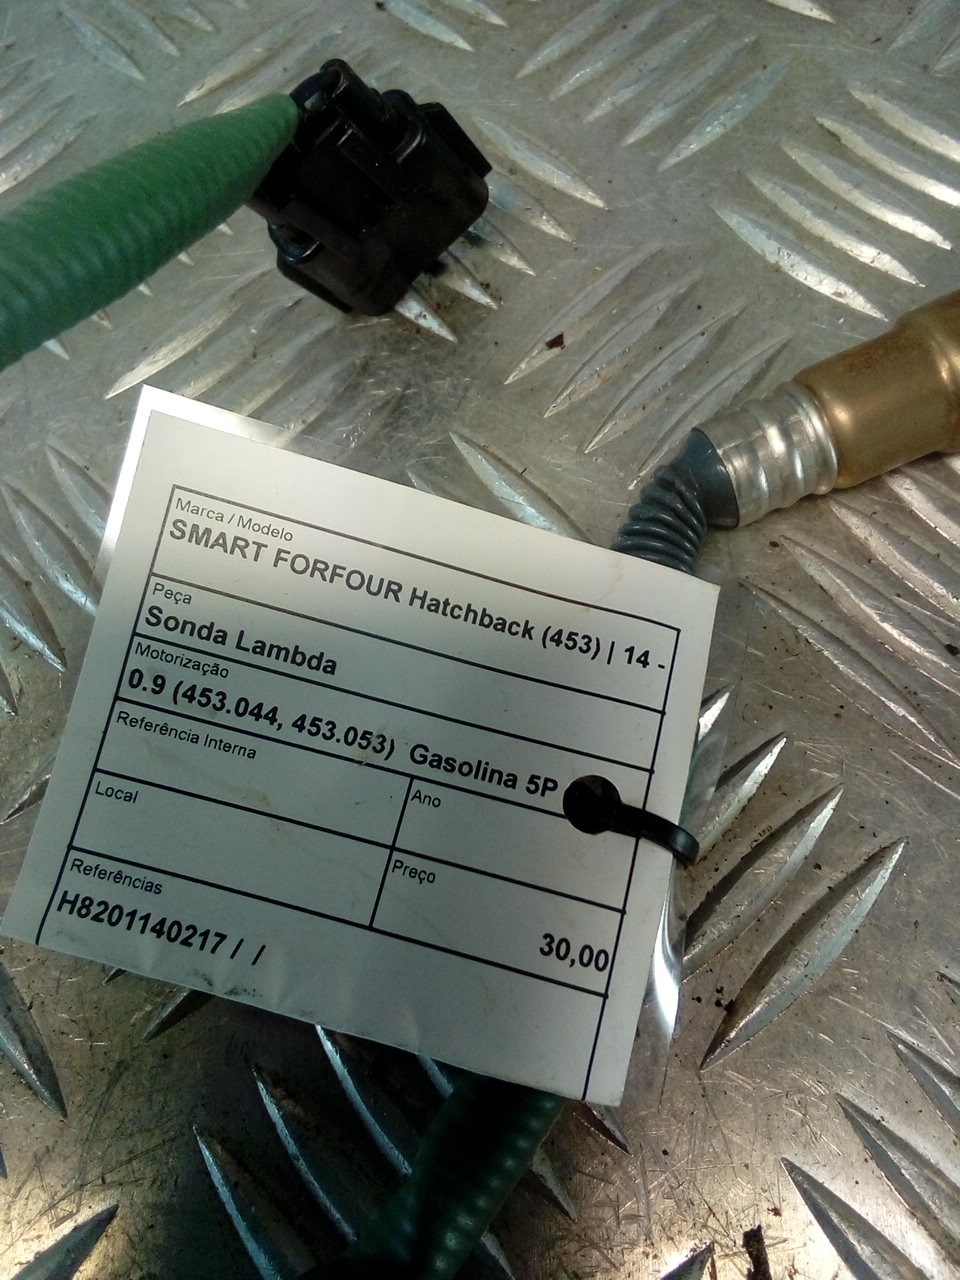 Marca / Modelo
SMART FORFOUR Hatchback (453) | 14 -
Peça
Sonda Lambda
Motorização
0.9 (453.044, 453.053) Gasolina 5P
Referência Interna
Ano
Local
Preço
30,00
Referências
H8201140217 / /